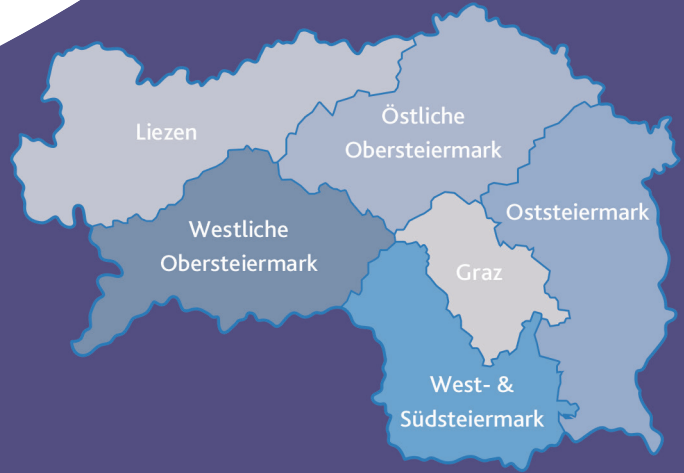 Liezen
Östliche
Obersteiermark
Westliche
Obersteiermark
Oststeiermark
Graz
West- &
Südsteiermark